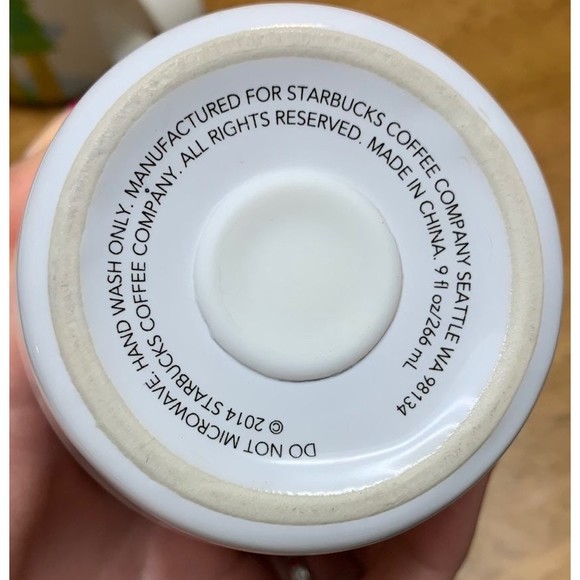 DO NOT MICROWAVE. HAND WASH ONLY. MANUFACTURED FOR STARBUCKS COFFEE COMPANY SEATTLE WA 98134
© 2014 STARBUCKS COFFEE COMPANY. ALL RIGHTS RESERVED. MADE IN CHINA. 9 fl oz/266 mL